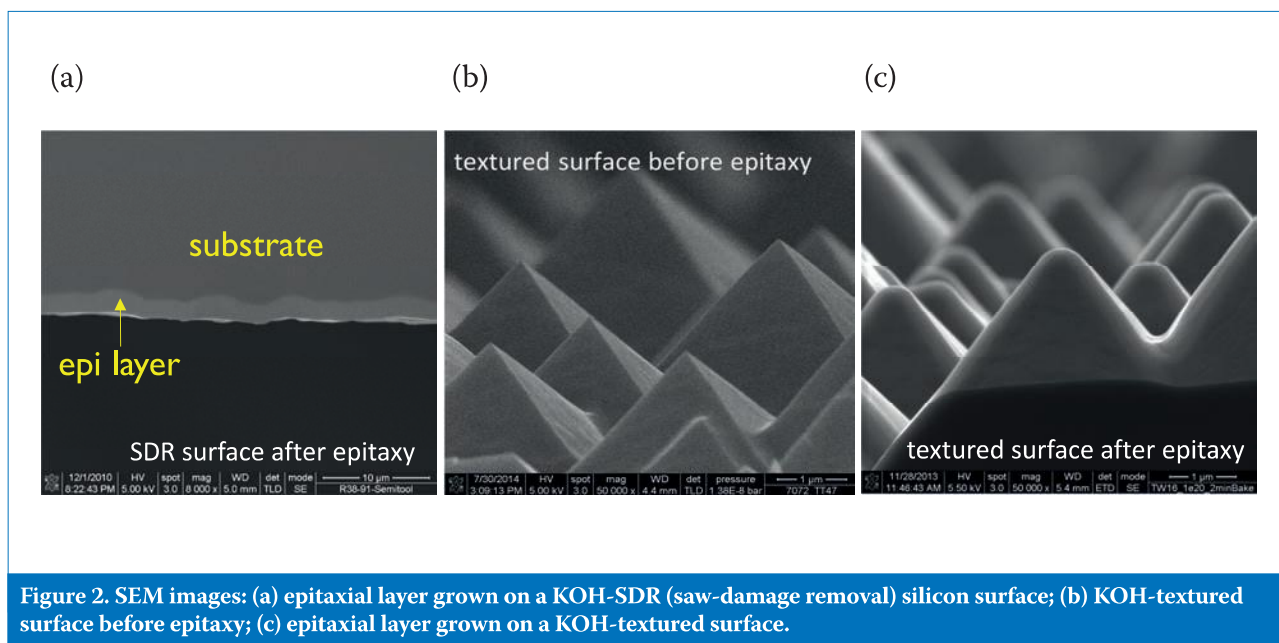 (a)
(b)
(c)
substrate
epi layer
SDR surface after epitaxy
12/1/2010 HV spot mag WD det mode 10 µm
8:22:43 PM 5.00 kV 3.0 8 000 x 5.0 mm TLD SE R38-91-Semitool
textured surface before epitaxy
7/30/2014 HV spot mag WD det pressure 1 µm
3:09:13 PM 5.00 kV 3.0 50 000 x 4.4 mm TLD 1.38E-8 bar 7072_TT47
textured surface after epitaxy
11/28/2013 HV spot mag WD det mode 1 µm
11:46:43 AM 5.50 kV 3.0 50 000 x 5.4 mm ETD SE TW16_1e20_2minBake
Figure 2. SEM images: (a) epitaxial layer grown on a KOH-SDR (saw-damage removal) silicon surface; (b) KOH-textured
surface before epitaxy; (c) epitaxial layer grown on a KOH-textured surface.